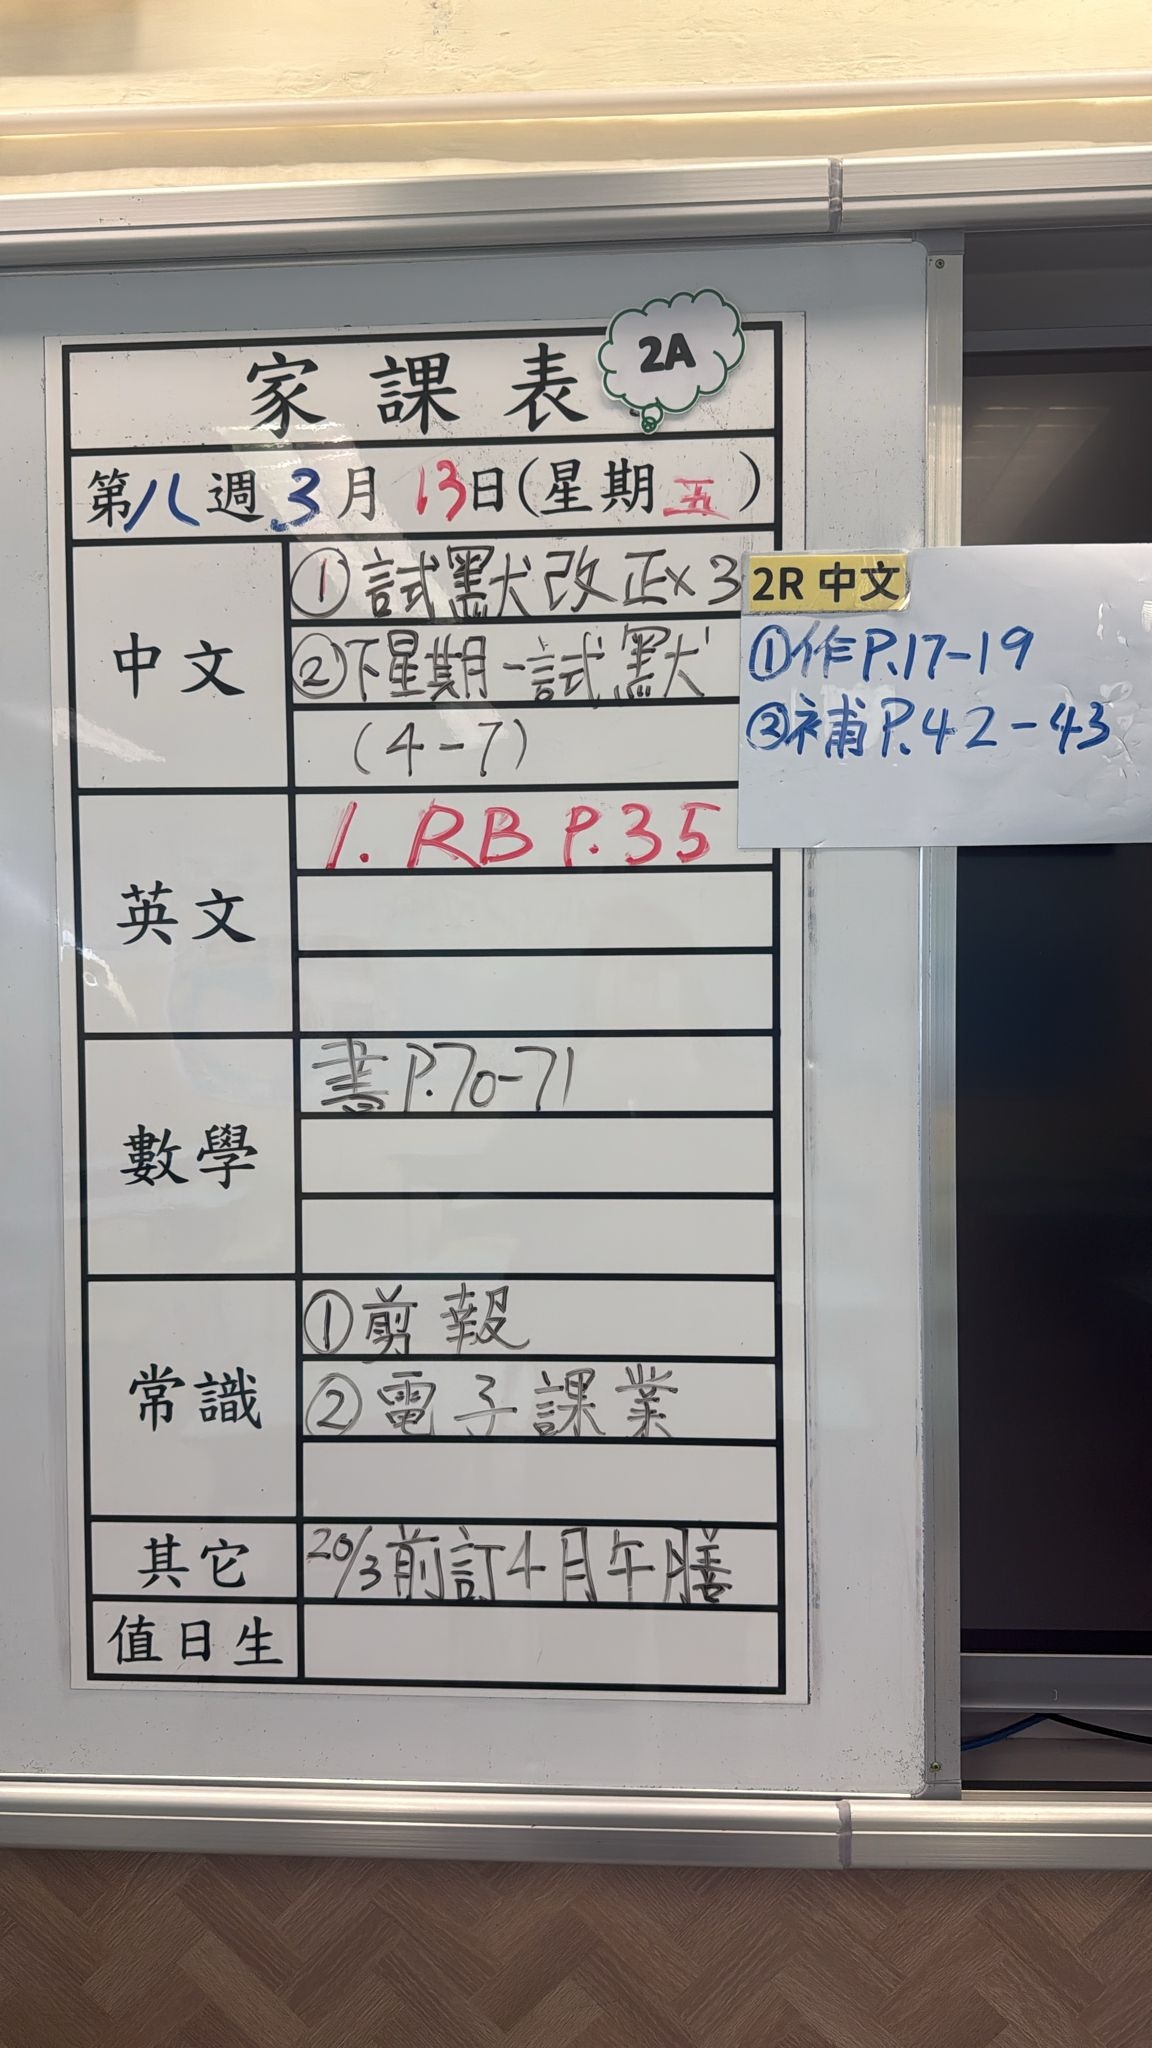 家課表
2A
第八週3月13日(星期五)
中文
①試默改正×3
②下星期一試默
(4-7)
2R 中文
①作P.17-19
②補P.42-43
英文
1. RB P.35
數學
書P.70-71
常識
①剪報
②電子課業
其它
20/3前訂4月午膳
值日生